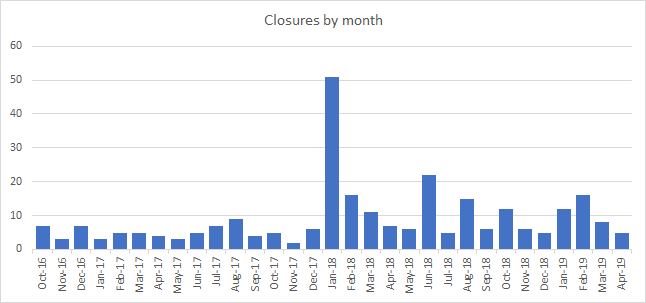 Closures by month
60
50
40
30
20
10
0
Oct-16
Nov-16
Dec-16
Jan-17
Feb-17
Mar-17
Apr-17
May-17
Jun-17
Jul-17
Aug-17
Sep-17
Oct-17
Nov-17
Dec-17
Jan-18
Feb-18
Mar-18
Apr-18
May-18
Jun-18
Jul-18
Aug-18
Sep-18
Oct-18
Nov-18
Dec-18
Jan-19
Feb-19
Mar-19
Apr-19